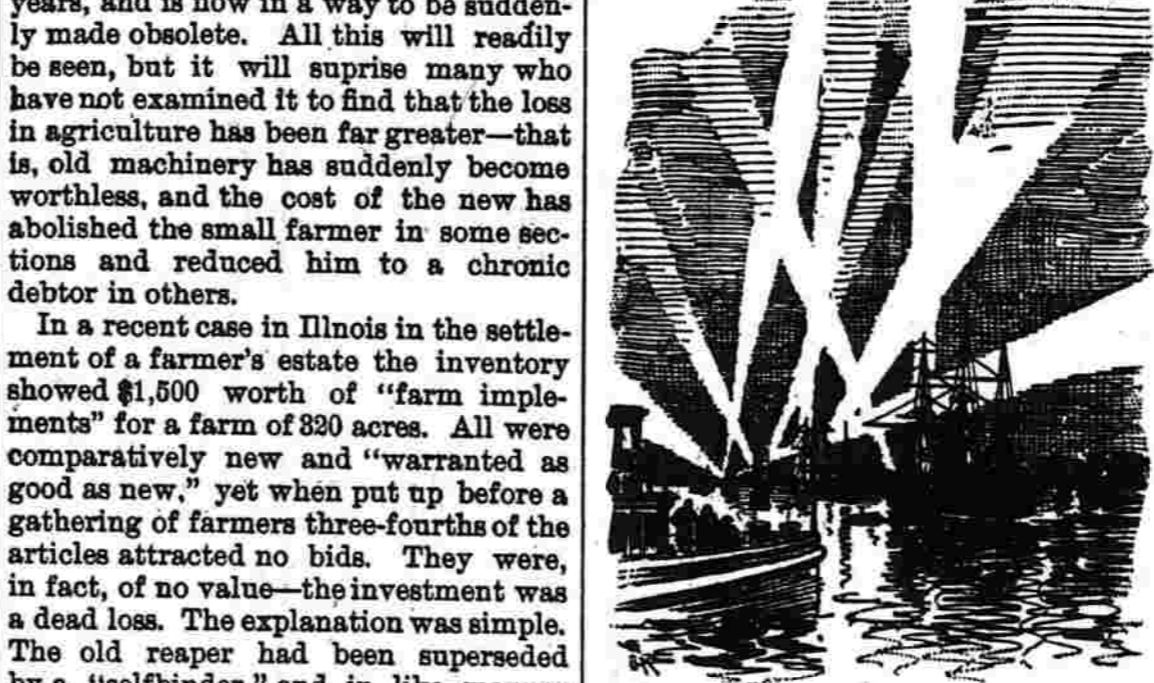 years, and is now in a way to be sudden-
ly made obsolete. All this will readily
be seen, but it will suprise many who
have not examined it to find that the loss
in agriculture has been far greater—that
is, old machinery has suddenly become
worthless, and the cost of the new has
abolished the small farmer in some sec-
tions and reduced him to a chronic
debtor in others.
In a recent case in Illnois in the settle-
ment of a farmer's estate the inventory
showed $1,500 worth of "farm imple-
ments" for a farm of 320 acres. All were
comparatively new and "warranted as
good as new," yet when put up before a
gathering of farmers three-fourths of the
articles attracted no bids. They were,
in fact, of no value—the investment was
a dead loss. The explanation was simple.
The old reaper had been superseded
by a "selfbinder," and in like manner